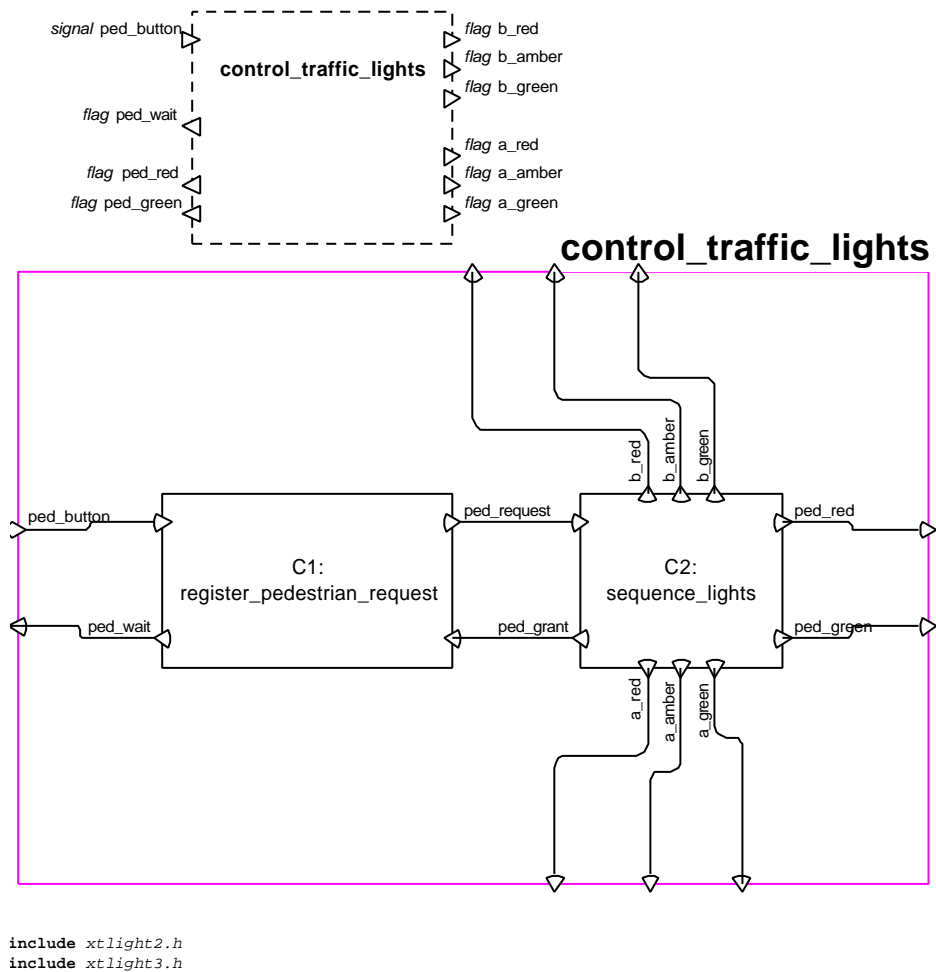 signal ped_button
flag b_red
flag b_amber
control_traffic_lights
flag b_green
flag ped_wait
flag a_red
flag ped_red
flag a_amber
flag ped_green
flag a_green
control_traffic_lights
b_red
b_amber
b_green
ped_button
ped_request
ped_red
C1:
register_pedestrian_request
C2:
sequence_lights
ped_wait
ped_grant
ped_green
a_red
a_amber
a_green
include xtlight2.h
include xtlight3.h